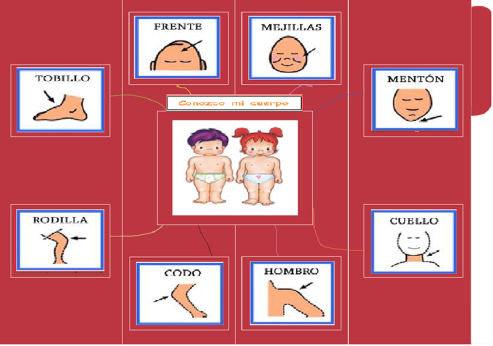 FRENTE
MEJILLAS
TOBILLO
MENTÓN
Conozco mi cuerpo
RODILLA
CUELLO
CODO
HOMBRO